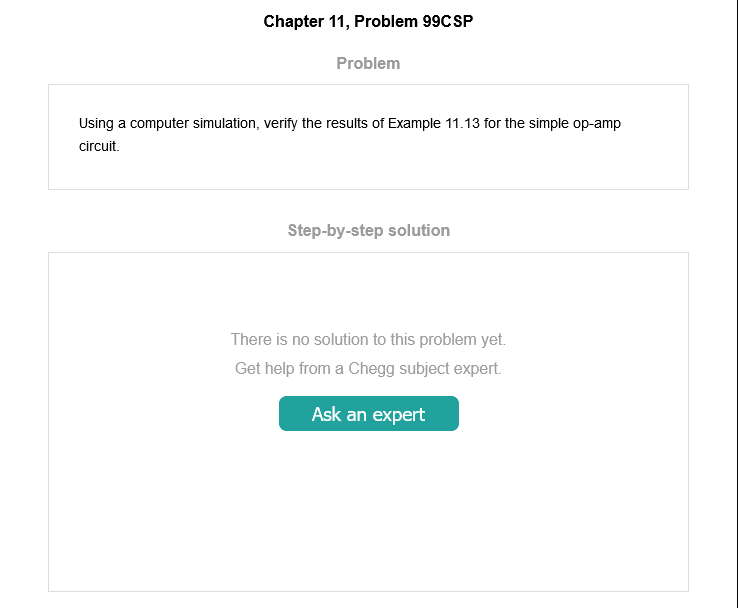 Chapter 11, Problem 99CSP
Problem
Using a computer simulation, verify the results of Example 11.13 for the simple op-amp
circuit.
Step-by-step solution
There is no solution to this problem yet.
Get help from a Chegg subject expert.
Ask an expert